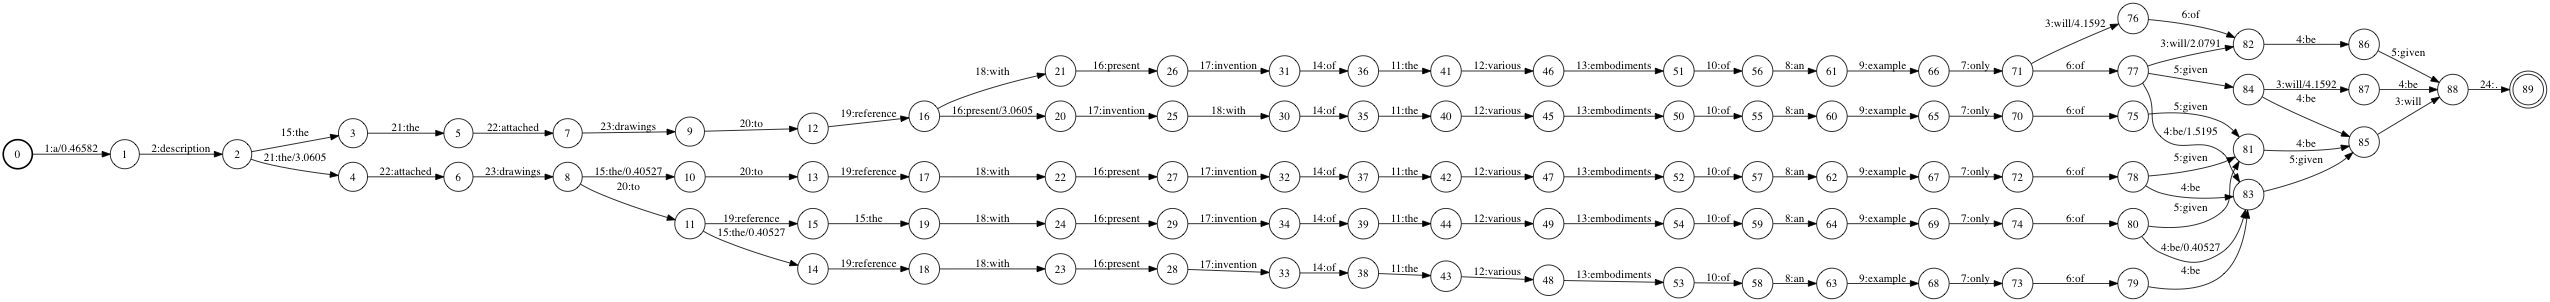 3:will/4.1592 76 6:of
3:will/2.0791 82 4:be 86 5:given
18:with 21 16:present 26 17:invention 31 14:of 36 11:the 41 12:various 46 13:embodiments 51 10:of 56 8:an 61 9:example 66 7:only 71 6:of 77 5:given
84 3:will/4.1592 87 4:be 88 24:. 89
4:be 3:will
19:reference 16 16:present/3.0605 20 17:invention 25 18:with 30 14:of 35 11:the 40 12:various 45 13:embodiments 50 10:of 55 8:an 60 9:example 65 7:only 70 6:of 75 5:given
15:the 3 21:the 5 22:attached 7 23:drawings 9 20:to 12 4:be/1.5195
0 1:a/0.46582 1 2:description 2 81 4:be 85
21:the/3.0605 4 22:attached 6 23:drawings 8 15:the/0.40527 10 20:to 13 19:reference 17 18:with 22 16:present 27 17:invention 32 14:of 37 11:the 42 12:various 47 13:embodiments 52 10:of 57 8:an 62 9:example 67 7:only 72 6:of 78 5:given 5:given
20:to 4:be 83
11 19:reference 15 15:the 19 18:with 24 16:present 29 17:invention 34 14:of 39 11:the 44 12:various 49 13:embodiments 54 10:of 59 8:an 64 9:example 69 7:only 74 6:of 80 5:given
15:the/0.40527 4:be/0.40527
14 19:reference 18 18:with 23 16:present 28 17:invention 33 14:of 38 11:the 43 12:various 48 13:embodiments 53 10:of 58 8:an 63 9:example 68 7:only 73 6:of 79 4:be